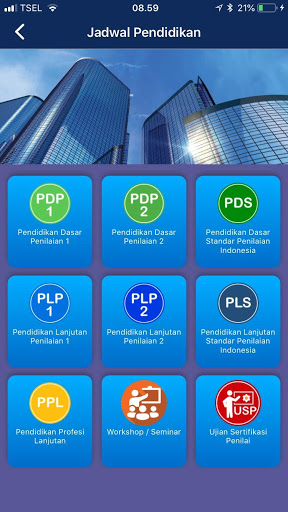 TSEL 08.59 21%
Jadwal Pendidikan
PDP
1
Pendidikan Dasar
Penilaian 1
PDP
2
Pendidikan Dasar
Penilaian 2
PDS
Pendidikan Dasar
Standar Penilaian
Indonesia
PLP
1
Pendidikan Lanjutan
Penilaian 1
PLP
2
Pendidikan Lanjutan
Penilaian 2
PLS
Pendidikan Lanjutan
Standar Penilaian
Indonesia
PPL
Pendidikan Profesi
Lanjutan
Workshop / Seminar
USP
Ujian Sertifikasi
Penilai